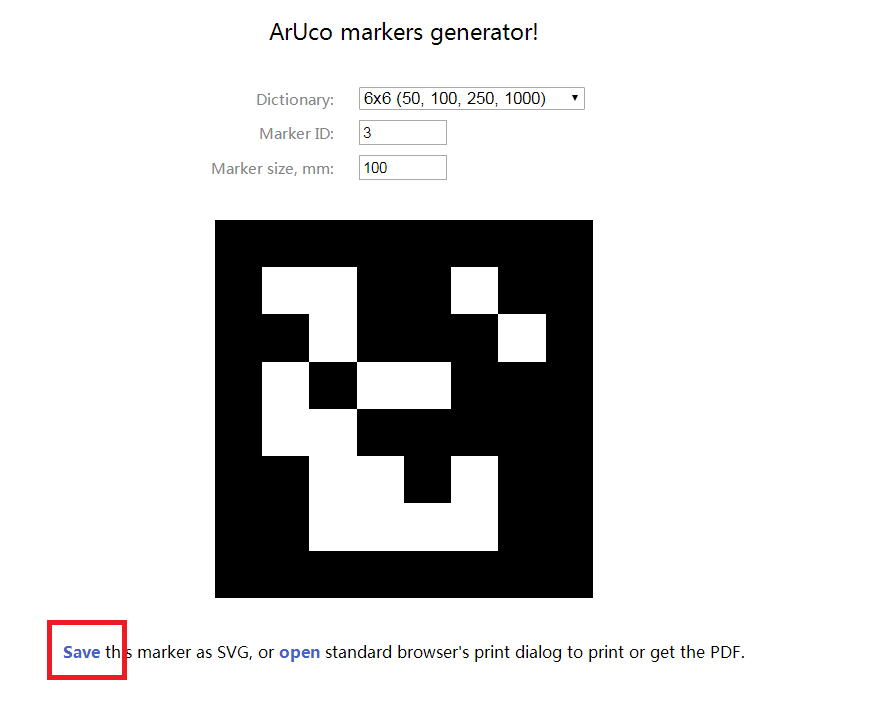 ArUco markers generator!
Dictionary: 6x6 (50, 100, 250, 1000)
Marker ID: 3
Marker size, mm: 100
Save this marker as SVG, or open standard browser's print dialog to print or get the PDF.